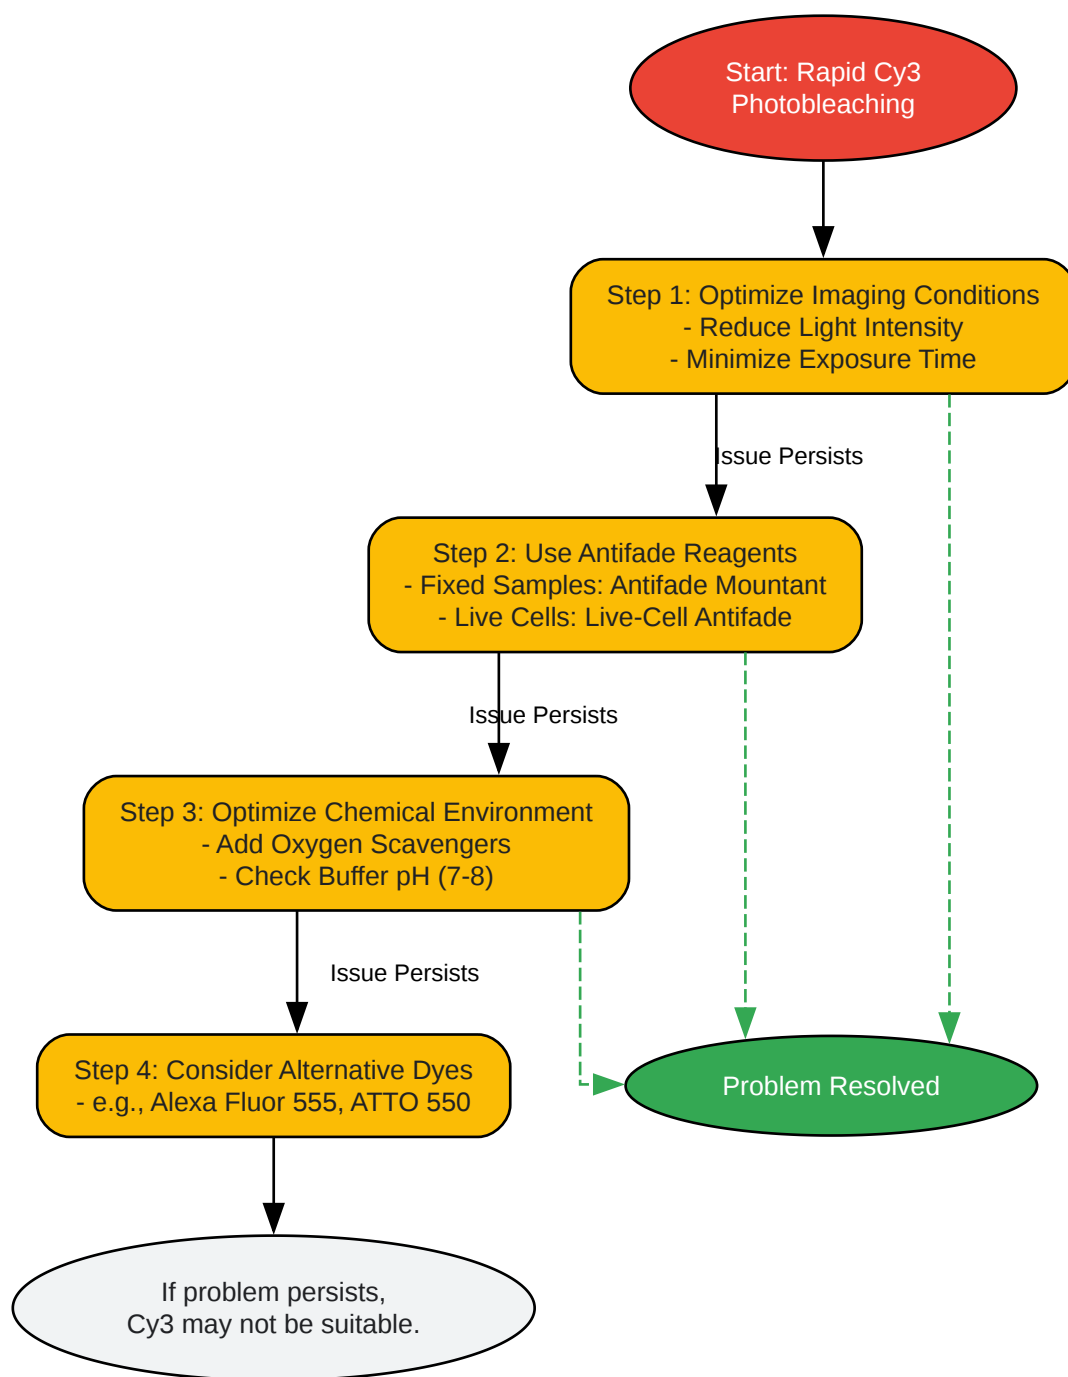 Start: Rapid Cy3
Photobleaching
Step 1: Optimize Imaging Conditions
- Reduce Light Intensity
- Minimize Exposure Time
Issue Persists
Step 2: Use Antifade Reagents
- Fixed Samples: Antifade Mountant
- Live Cells: Live-Cell Antifade
Issue Persists
Step 3: Optimize Chemical Environment
- Add Oxygen Scavengers
- Check Buffer pH (7-8)
Issue Persists
Step 4: Consider Alternative Dyes
- e.g., Alexa Fluor 555, ATTO 550
Problem Resolved
If problem persists,
Cy3 may not be suitable.